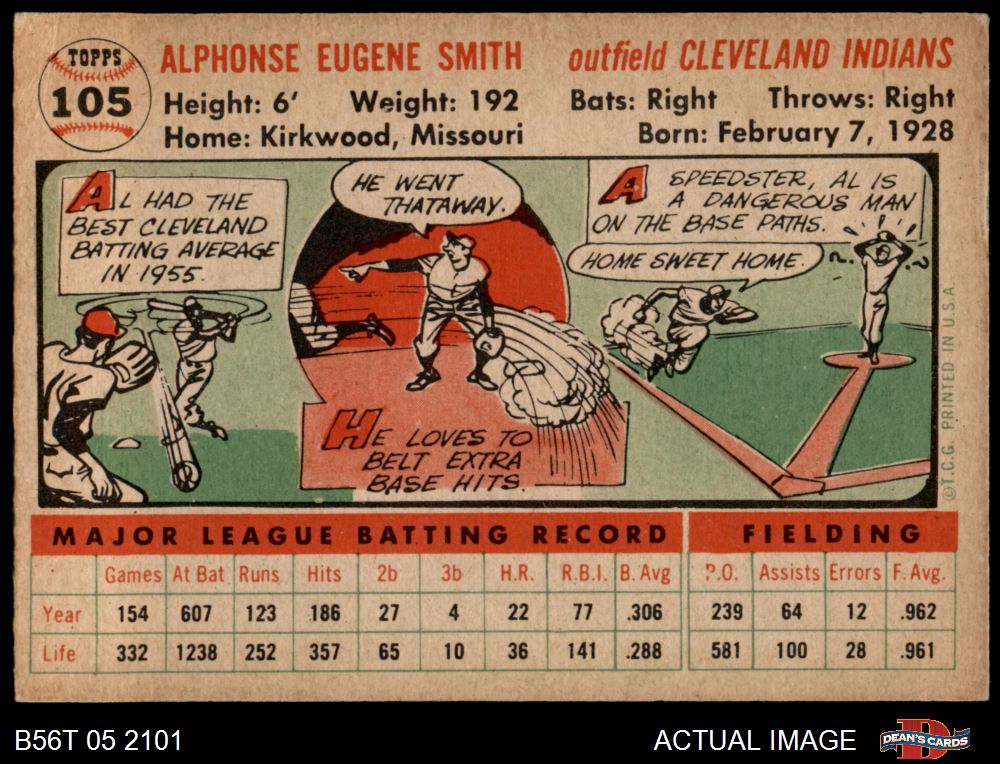 TOPPS
105
ALPHONSE EUGENE SMITH
outfield CLEVELAND INDIANS
Height: 6' Weight: 192 Bats: Right Throws: Right
Home: Kirkwood, Missouri Born: February 7, 1928
AL HAD THE
BEST CLEVELAND
BATTING AVERAGE
IN 1955.
HE WENT
THATAWAY.
HE LOVES TO
BELT EXTRA
BASE HITS.
A SPEEDSTER, AL IS
A DANGEROUS MAN
ON THE BASE PATHS.
HOME SWEET HOME.
?. ! ! ! ?
©T.C.G. PRINTED IN U.S.A.
MAJOR LEAGUE BATTING RECORD FIELDING
Games At Bat Runs Hits 2b 3b H.R. R.B.I. B. Avg P.O. Assists Errors F. Avg.
Year 154 607 123 186 27 4 22 77 .306 239 64 12 .962
Life 332 1238 252 357 65 10 36 141 .288 581 100 28 .961
B56T 05 2101
ACTUAL IMAGE
D
DEAN'S CARDS